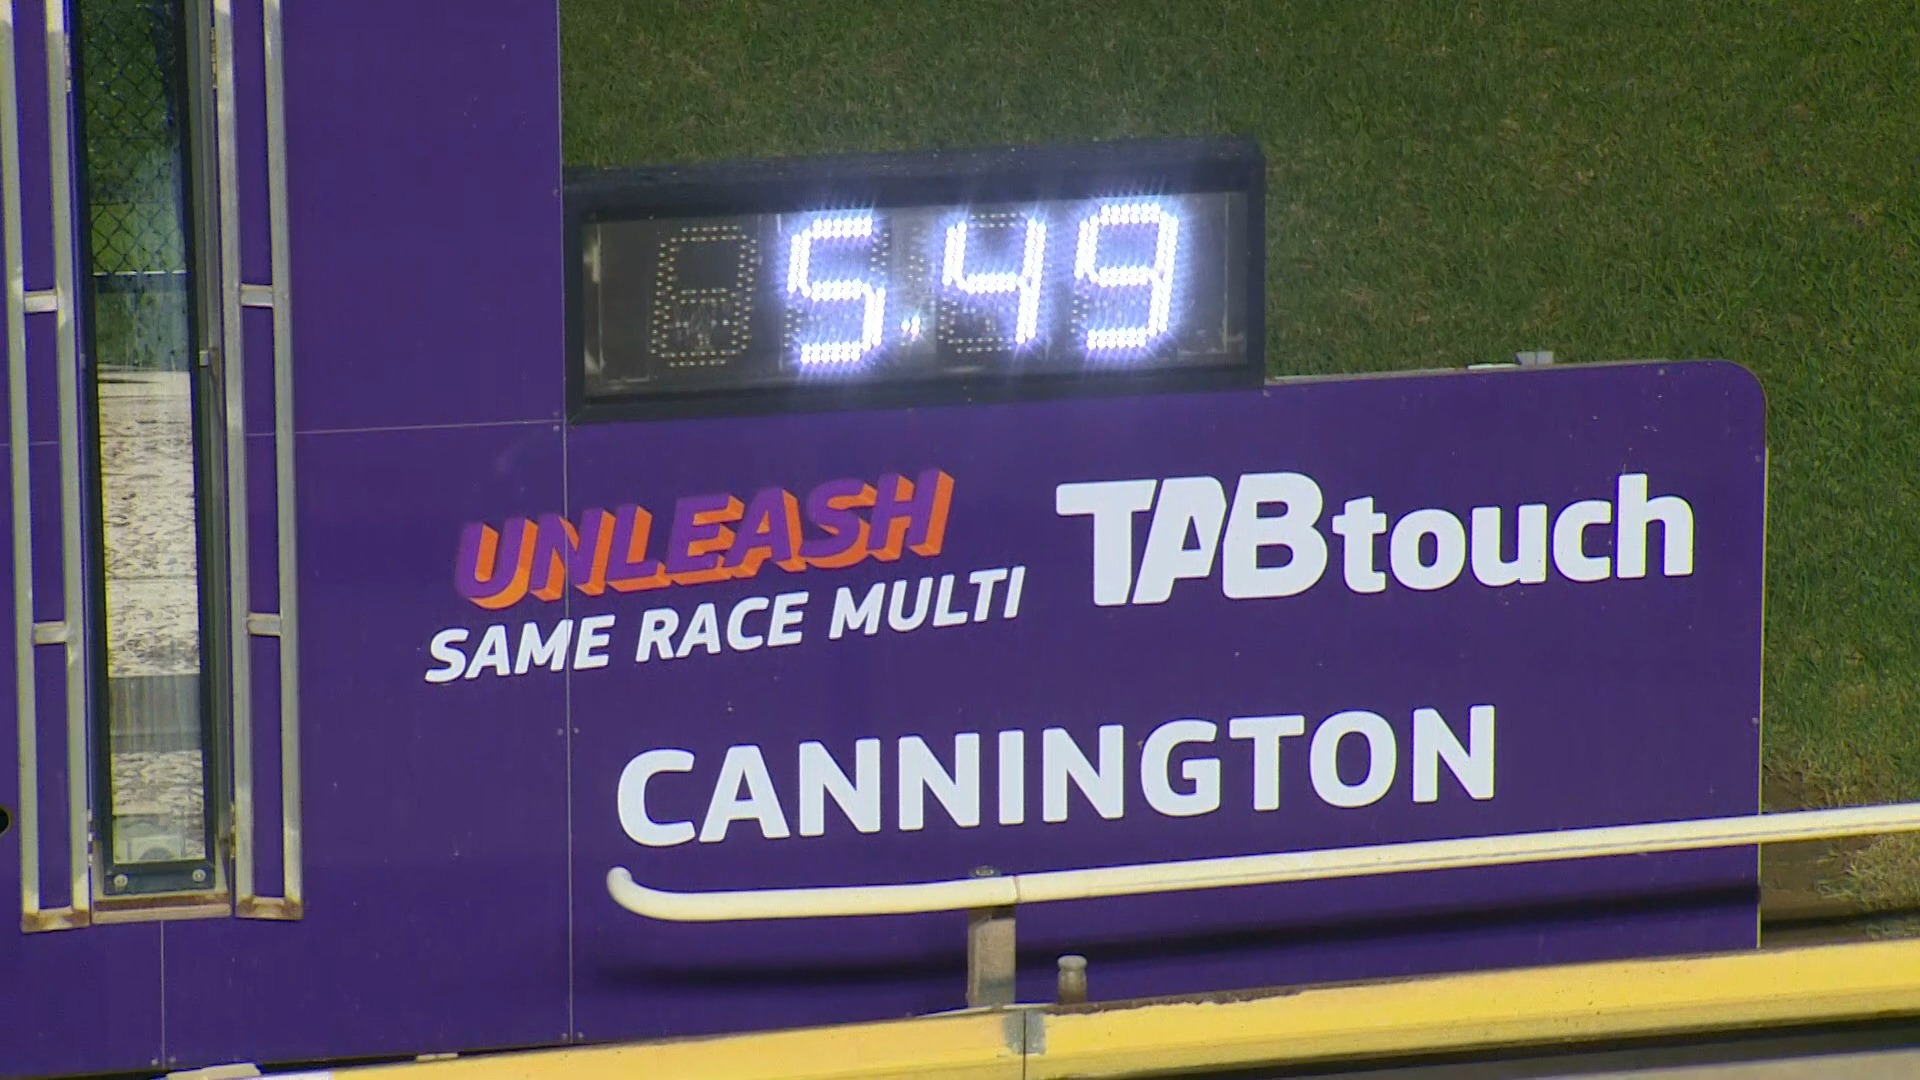 5.49
UNLEASH
SAME RACE MULTI
TABtouch
CANNINGTON